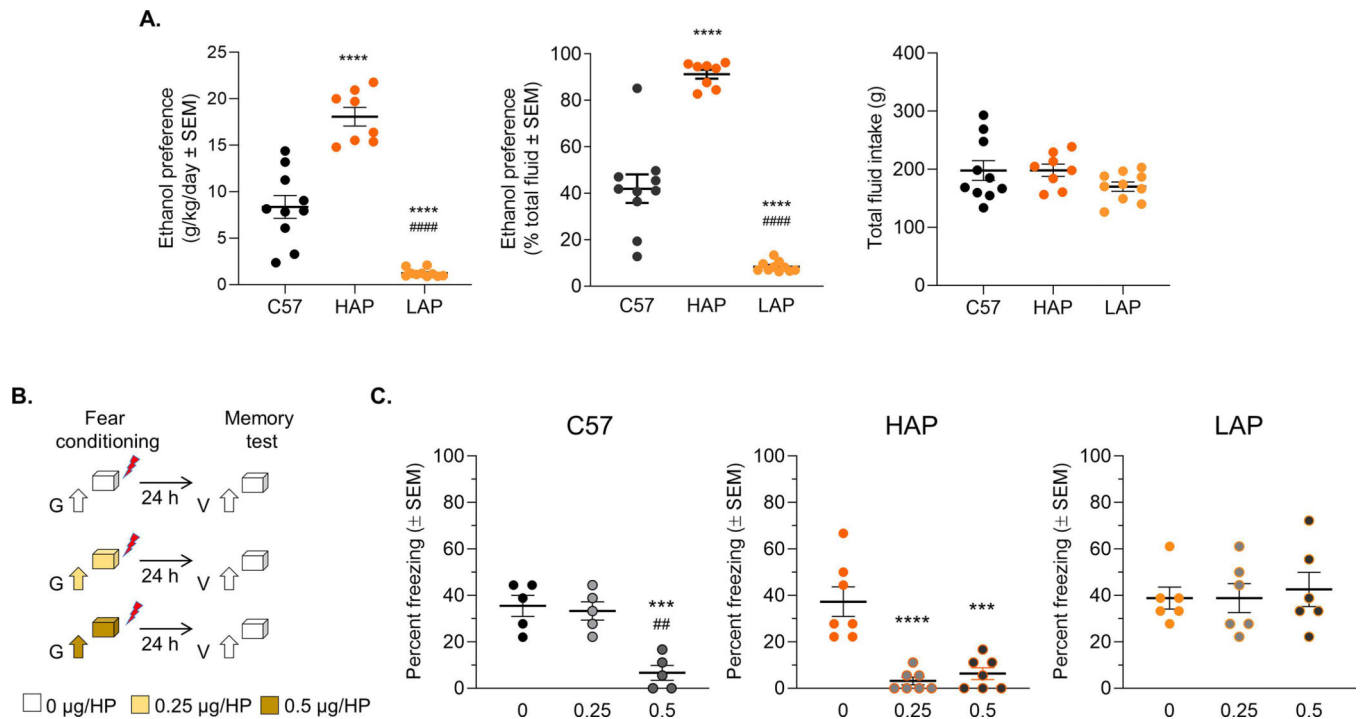 A.
Ethanol preference
(g/kg/day ± SEM)
25
20
15
10
5
0
****
****
####
C57 HAP LAP
Ethanol preference
(% total fluid ± SEM)
100
80
60
40
20
0
****
****
####
C57 HAP LAP
Total fluid intake (g)
400
300
200
100
0
C57 HAP LAP
B.
Fear
conditioning
Memory
test
G 24 h V
G 24 h V
G 24 h V
0 µg/HP 0.25 µg/HP 0.5 µg/HP
C.
C57
Percent freezing (± SEM)
100
80
60
40
20
0
***
##
0 0.25 0.5
HAP
Percent freezing (± SEM)
100
80
60
40
20
0
**** ***
0 0.25 0.5
LAP
Percent freezing (± SEM)
100
80
60
40
20
0
0 0.25 0.5